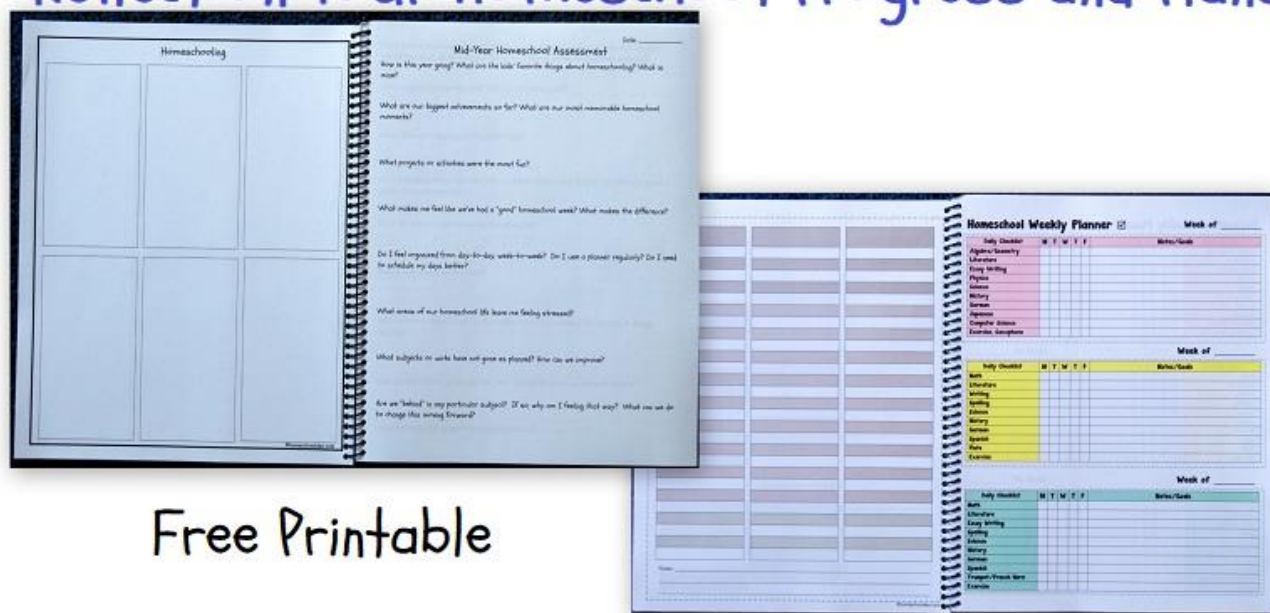 Homeschooling
Date
Mid-Year Homeschool Assessment
How is this year going? What are the kids' favorite things about homeschooling? What is
mine?
What are our biggest achievements so far? What are our most memorable homeschool
moments?
What projects or activities were the most fun?
What makes me feel like we've had a "good" homeschool week? What makes the difference?
Do I feel organized from day-to-day, week-to-week? Do I use a planner regularly? Do I need
to schedule my days better?
What areas of our homeschool life leave me feeling stressed?
What subjects or units have not gone as planned? How can we improve?
Are we "behind" in any particular subject? If so, why am I feeling that way? What can we do
to change this moving forward?
Homeschool Weekly Planner
Week of
Daily Checklist M T W T F Notes/Goals
Algebra/Geometry
Literature
Essay Writing
Physics
Science
History
German
Japanese
Computer Science
Exercise, Saxophone
Week of
Daily Checklist M T W T F Notes/Goals
Math
Literature
Writing
Spelling
Science
History
German
Spanish
Flute
Exercise
Week of
Daily Checklist M T W T F Notes/Goals
Math
Literature
Essay Writing
Spelling
Science
History
German
Spanish
Trumpet/French Horn
Exercise
Free Printable